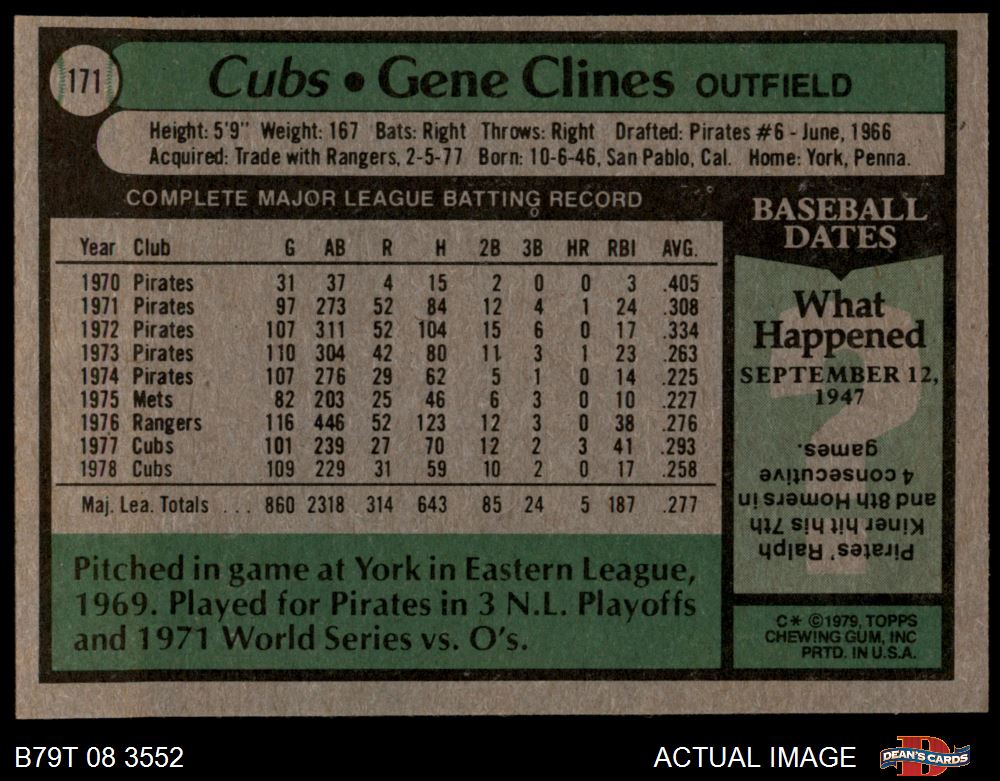 171
Cubs • Gene Clines OUTFIELD
Height: 5'9" Weight: 167 Bats: Right Throws: Right Drafted: Pirates #6 - June, 1966
Acquired: Trade with Rangers, 2-5-77 Born: 10-6-46, San Pablo, Cal. Home: York, Penna.
COMPLETE MAJOR LEAGUE BATTING RECORD
Year Club G AB R H 2B 3B HR RBI AVG.
1970 Pirates 31 37 4 15 2 0 0 3 .405
1971 Pirates 97 273 52 84 12 4 1 24 .308
1972 Pirates 107 311 52 104 15 6 0 17 .334
1973 Pirates 110 304 42 80 11 3 1 23 .263
1974 Pirates 107 276 29 62 5 1 0 14 .225
1975 Mets 82 203 25 46 6 3 0 10 .227
1976 Rangers 116 446 52 123 12 3 0 38 .276
1977 Cubs 101 239 27 70 12 2 3 41 .293
1978 Cubs 109 229 31 59 10 2 0 17 .258
Maj. Lea. Totals ... 860 2318 314 643 85 24 5 187 .277
Pitched in game at York in Eastern League,
1969. Played for Pirates in 3 N.L. Playoffs
and 1971 World Series vs. O's.
BASEBALL
DATES
What
Happened
SEPTEMBER 12,
1947
Pirates' Ralph
Kiner hit his 7th
and 8th Homers in
4 consecutive
games.
C* ©1979, TOPPS
CHEWING GUM, INC
PRTD. IN U.S.A.
B79T 08 3552
ACTUAL IMAGE
DEAN'S CARDS